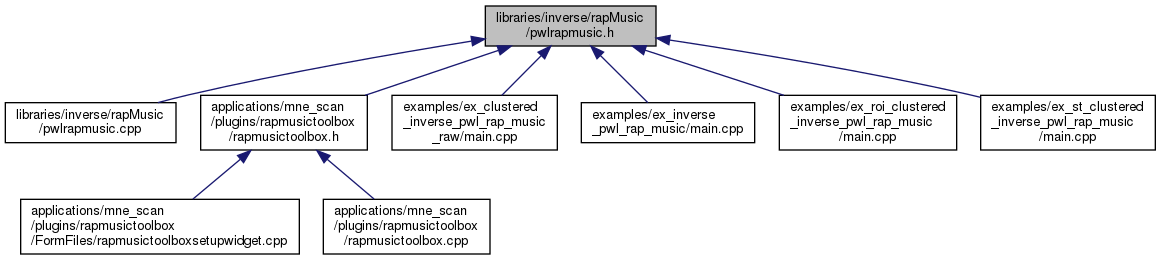 libraries/inverse/rapMusic
/pwlrapmusic.h
libraries/inverse/rapMusic
/pwlrapmusic.cpp
applications/mne_scan
/plugins/rapmusictoolbox
/rapmusictoolbox.h
examples/ex_clustered
_inverse_pwl_rap_music
_raw/main.cpp
examples/ex_inverse
_pwl_rap_music/main.cpp
examples/ex_roi_clustered
_inverse_pwl_rap_music
/main.cpp
examples/ex_st_clustered
_inverse_pwl_rap_music
/main.cpp
applications/mne_scan
/plugins/rapmusictoolbox
/FormFiles/rapmusictoolboxsetupwidget.cpp
applications/mne_scan
/plugins/rapmusictoolbox
/rapmusictoolbox.cpp